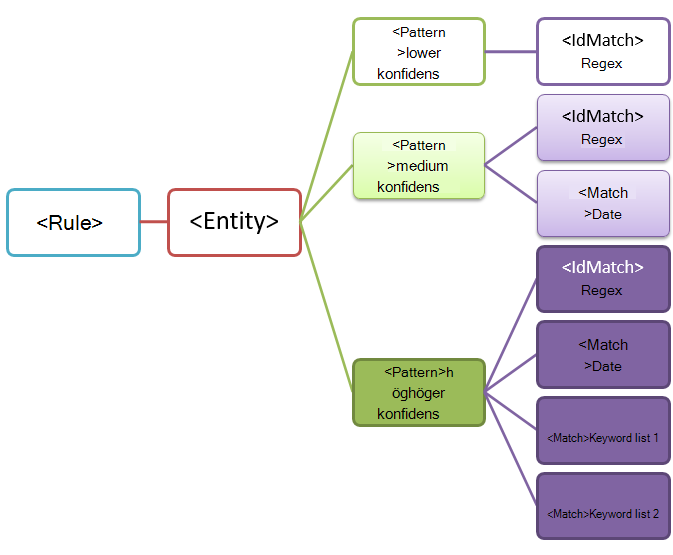 <Rule>
<Entity>
<Pattern
>lower
konfidens
<IdMatch>
Regex
<Pattern
>medium
konfidens
<IdMatch>
Regex
<Match
>Date
<Pattern>h
öghöger
konfidens
<IdMatch>
Regex
<Match
>Date
<Match>Keyword list 1
<Match>Keyword list 2